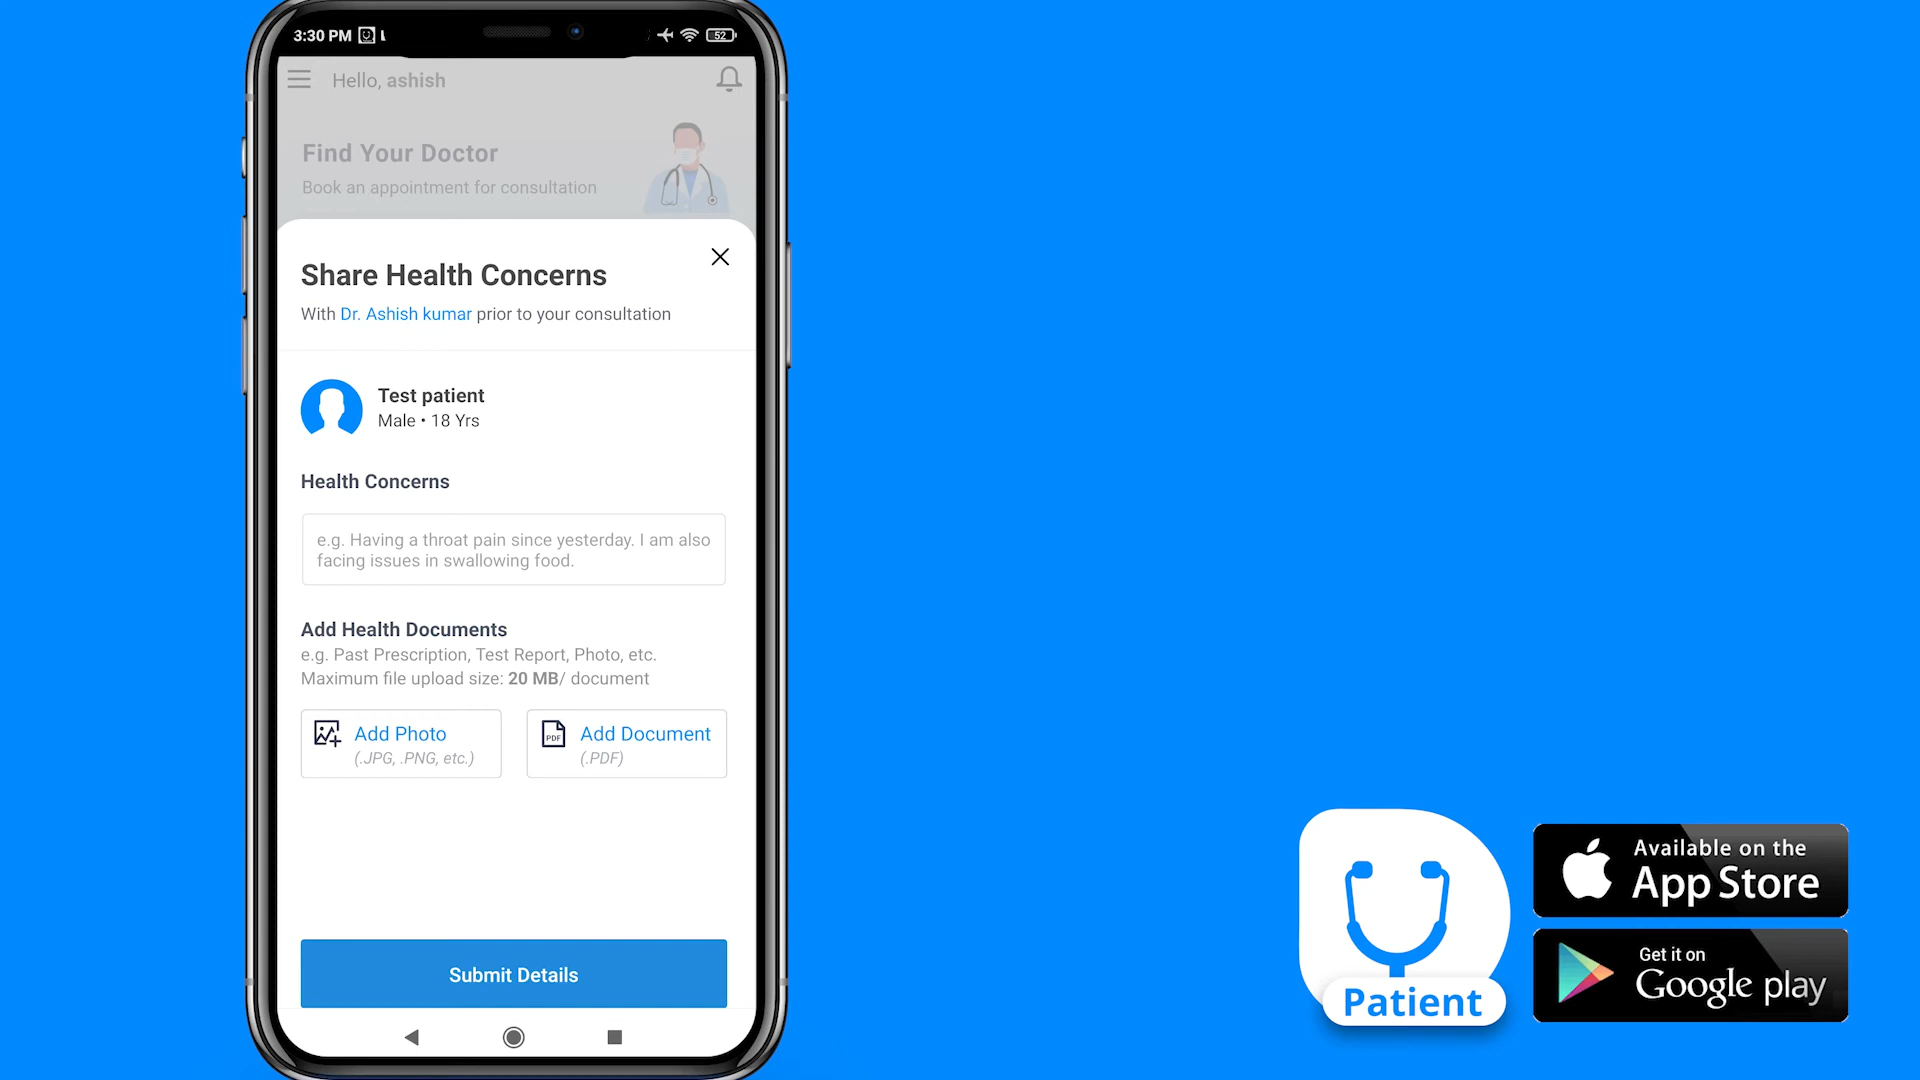 3:30 PM
52
Hello, ashish
Find Your Doctor
Book an appointment for consultation
Share Health Concerns
With Dr. Ashish kumar prior to your consultation
Test patient
Male • 18 Yrs
Health Concerns
e.g. Having a throat pain since yesterday. I am also
facing issues in swallowing food.
Add Health Documents
e.g. Past Prescription, Test Report, Photo, etc.
Maximum file upload size: 20 MB/ document
Add Photo
(.JPG, .PNG, etc.)
PDF
Add Document
(.PDF)
Submit Details
Patient
Available on the
App Store
Get it on
Google play